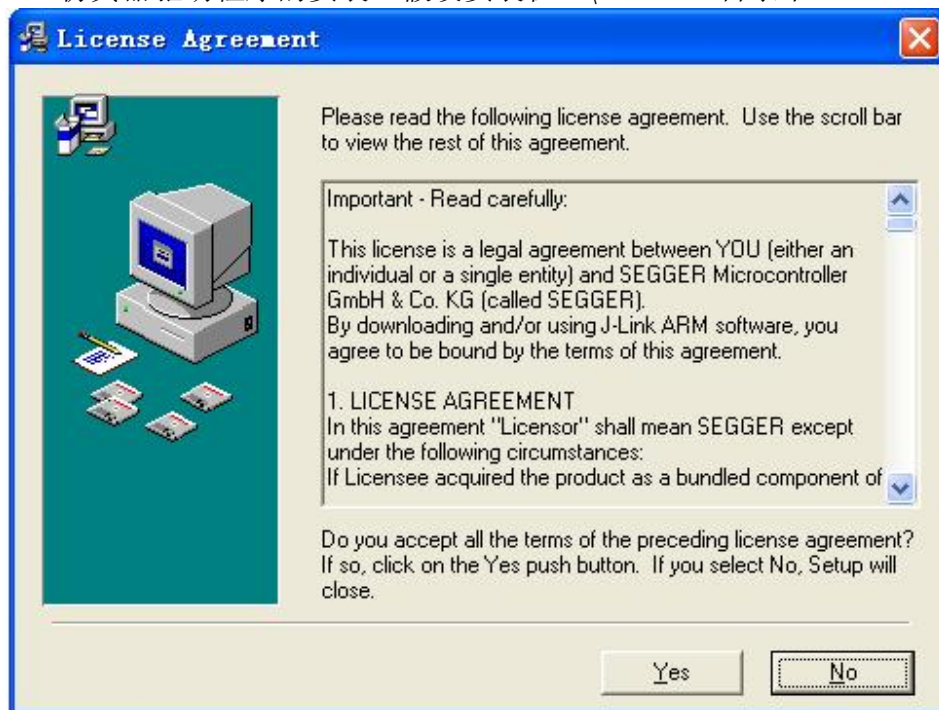 License Agreement
Please read the following license agreement. Use the scroll bar
to view the rest of this agreement.
Important - Read carefully:
This license is a legal agreement between YOU (either an
individual or a single entity) and SEGGER Microcontroller
GmbH & Co. KG (called SEGGER).
By downloading and/or using J-Link ARM software, you
agree to be bound by the terms of this agreement.
1. LICENSE AGREEMENT
In this agreement "Licensor" shall mean SEGGER except
under the following circumstances:
If Licensee acquired the product as a bundled component of
Do you accept all the terms of the preceding license agreement?
If so, click on the Yes push button. If you select No, Setup will
close.
Yes
No